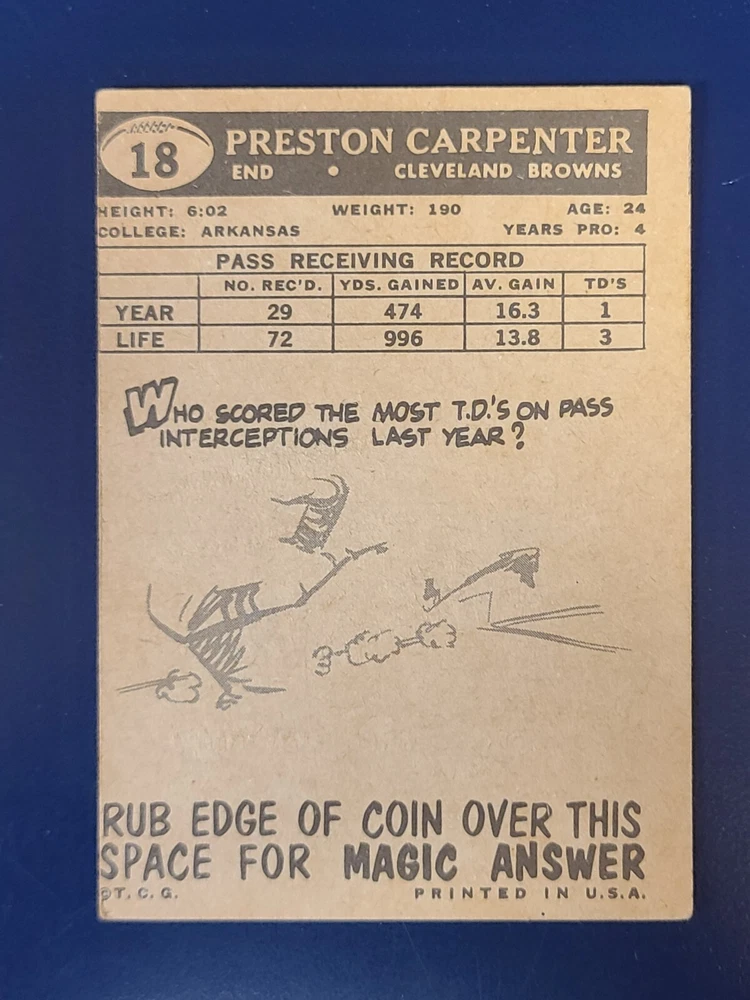 18 PRESTON CARPENTER
END • CLEVELAND BROWNS
HEIGHT: 6:02 WEIGHT: 190 AGE: 24
COLLEGE: ARKANSAS YEARS PRO: 4
PASS RECEIVING RECORD
NO. REC'D. YDS. GAINED AV. GAIN TD'S
YEAR 29 474 16.3 1
LIFE 72 996 13.8 3
WHO SCORED THE MOST T.D.'S ON PASS
INTERCEPTIONS LAST YEAR?
RUB EDGE OF COIN OVER THIS
SPACE FOR MAGIC ANSWER
©T.C.G. PRINTED IN U.S.A.